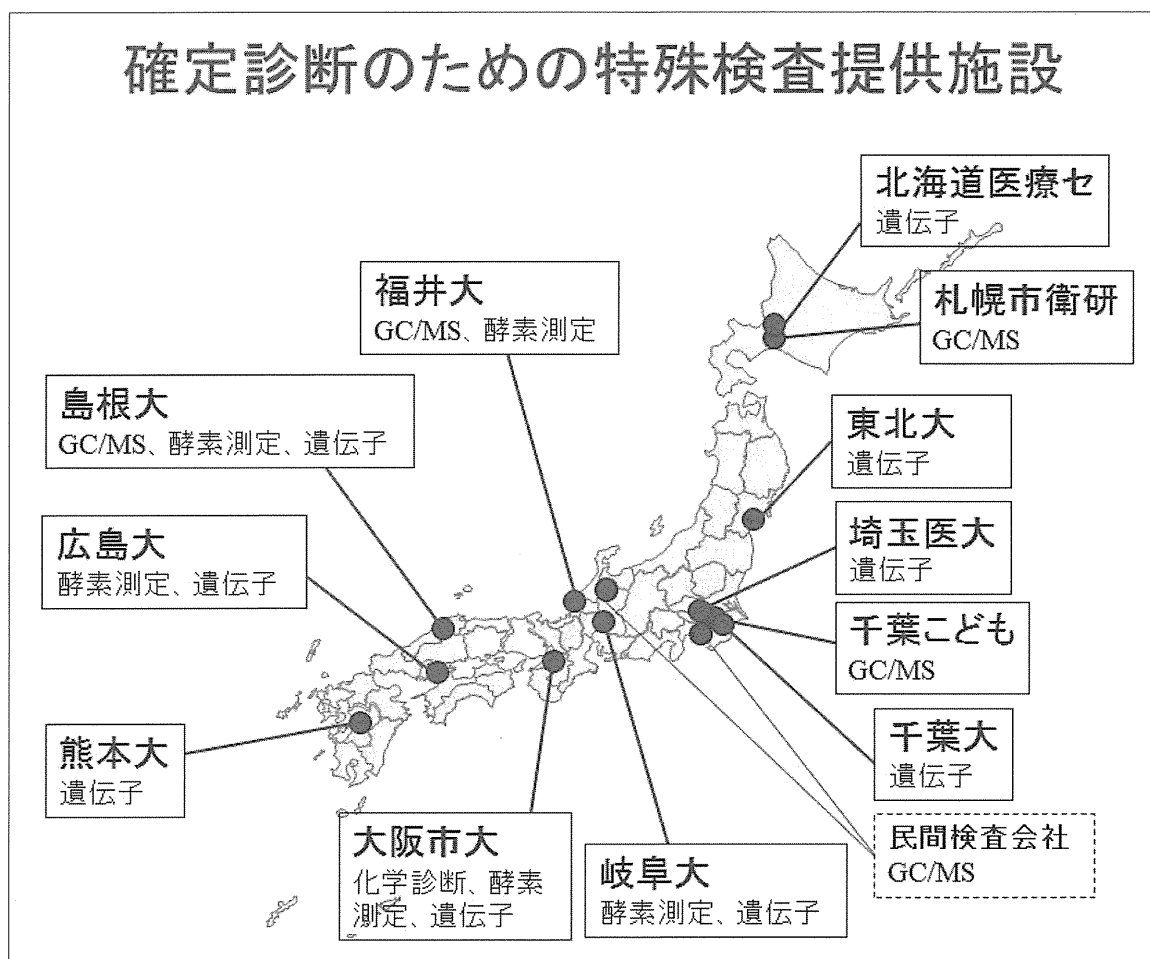 確定診断のための特殊検査提供施設
北海道医療セ
遺伝子
福井大
GC/MS、酵素測定
札幌市衛研
GC/MS
島根大
GC/MS、酵素測定、遺伝子
東北大
遺伝子
広島大
酵素測定、遺伝子
埼玉医大
遺伝子
千葉こども
GC/MS
熊本大
遺伝子
千葉大
遺伝子
大阪市大
化学診断、酵素
測定、遺伝子
岐阜大
酵素測定、遺伝子
民間検査会社
GC/MS